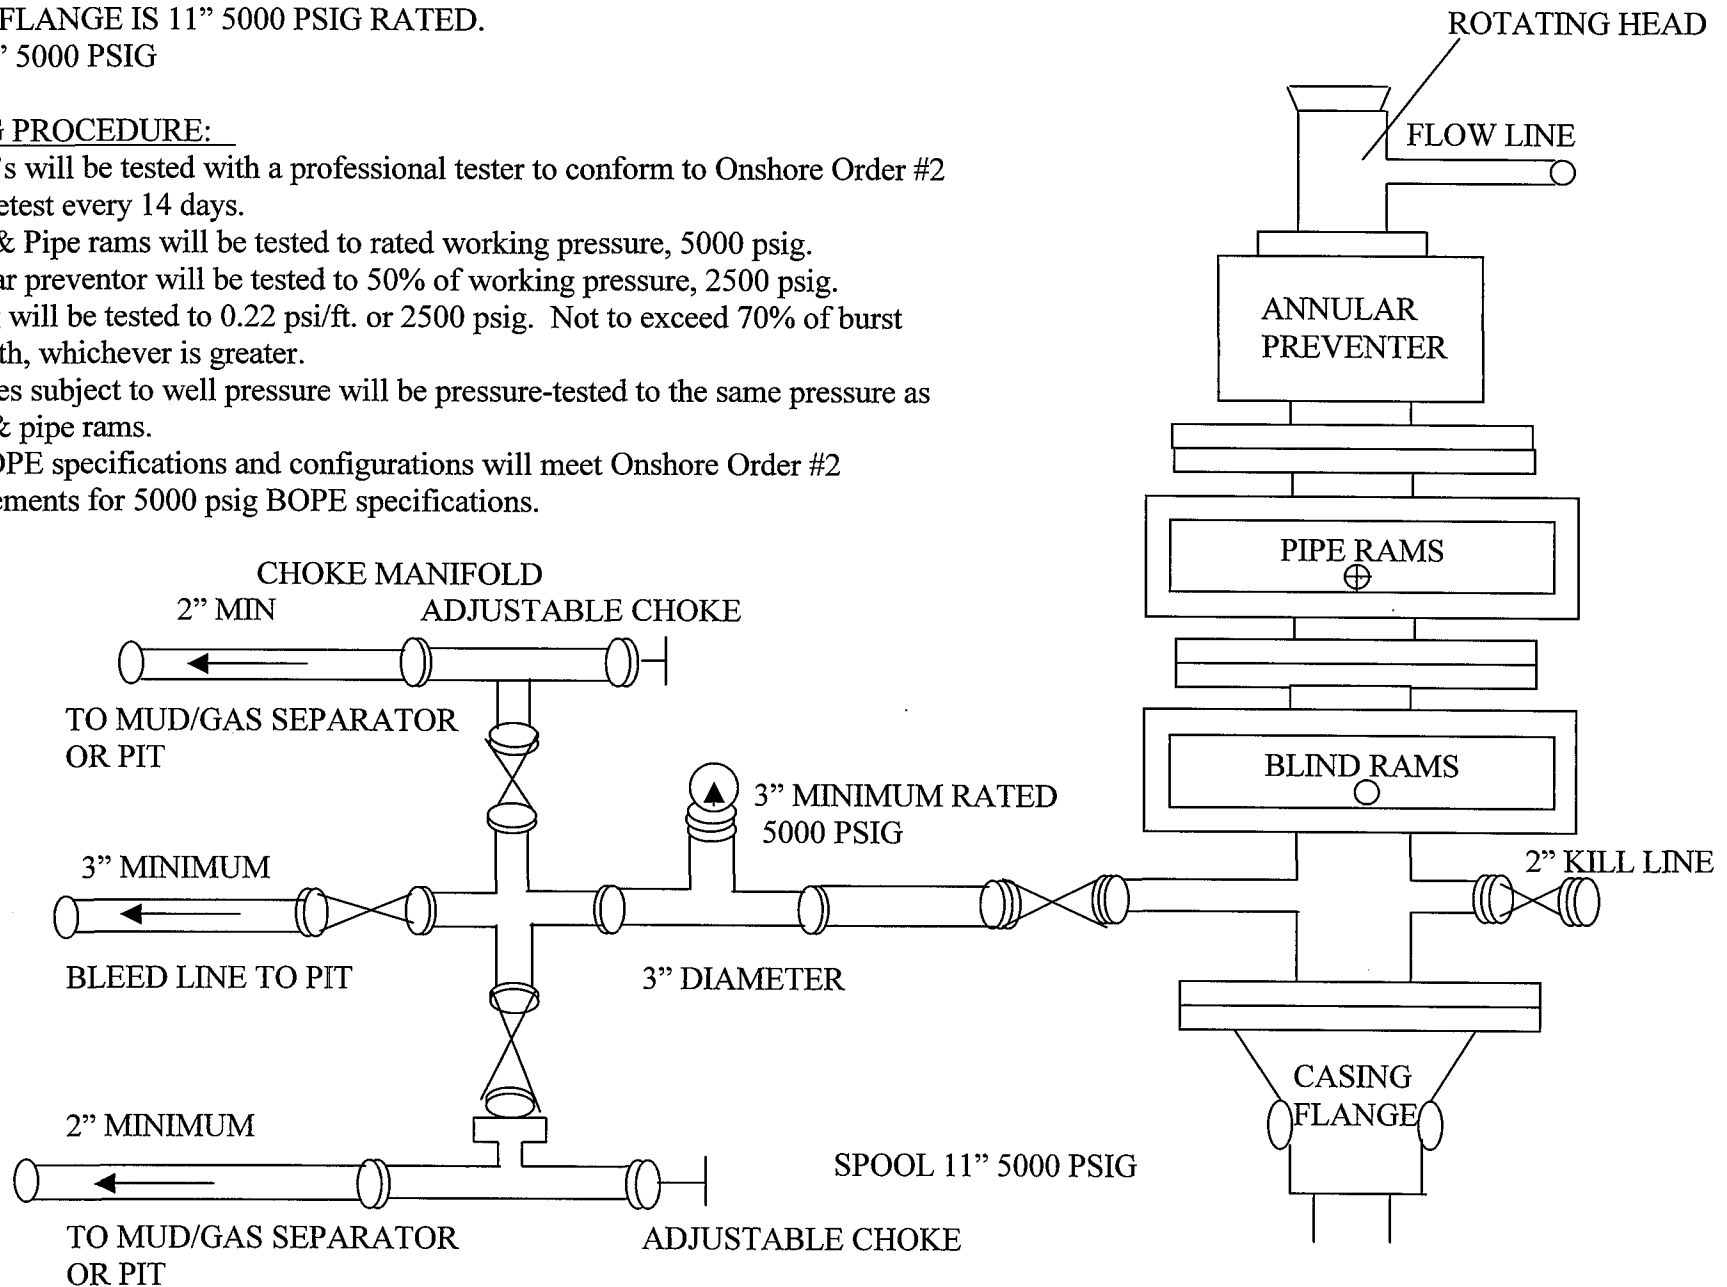 FLANGE IS 11” 5000 PSIG RATED.
” 5000 PSIG
G PROCEDURE:
’s will be tested with a professional tester to conform to Onshore Order #2
etest every 14 days.
& Pipe rams will be tested to rated working pressure, 5000 psig.
ar preventor will be tested to 50% of working pressure, 2500 psig.
will be tested to 0.22 psi/ft. or 2500 psig.  Not to exceed 70% of burst
th, whichever is greater.
es subject to well pressure will be pressure-tested to the same pressure as
& pipe rams.
OPE specifications and configurations will meet Onshore Order #2
ements for 5000 psig BOPE specifications.
ROTATING HEAD
FLOW LINE
ANNULAR
PREVENTER
PIPE RAMS
BLIND RAMS
2” KILL LINE
CASING
FLANGE
SPOOL 11” 5000 PSIG
CHOKE MANIFOLD
2” MIN
ADJUSTABLE CHOKE
TO MUD/GAS SEPARATOR
OR PIT
3” MINIMUM RATED
5000 PSIG
3” MINIMUM
BLEED LINE TO PIT
3” DIAMETER
2” MINIMUM
TO MUD/GAS SEPARATOR
OR PIT
ADJUSTABLE CHOKE